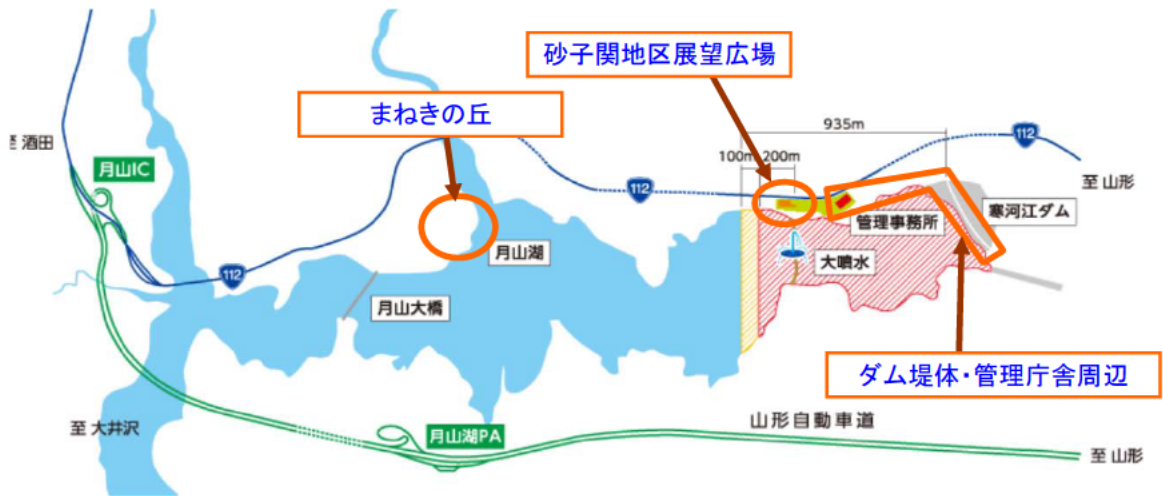 砂子関地区展望広場
まねきの丘
935m
112
至 酒田
月山IC
100m
200m
112
至 山形
管理事務所
寒河江ダム
112
月山湖
大噴水
月山大橋
ダム堤体・管理庁舎周辺
至 大井沢
月山湖PA
山形自動車道
至 山形